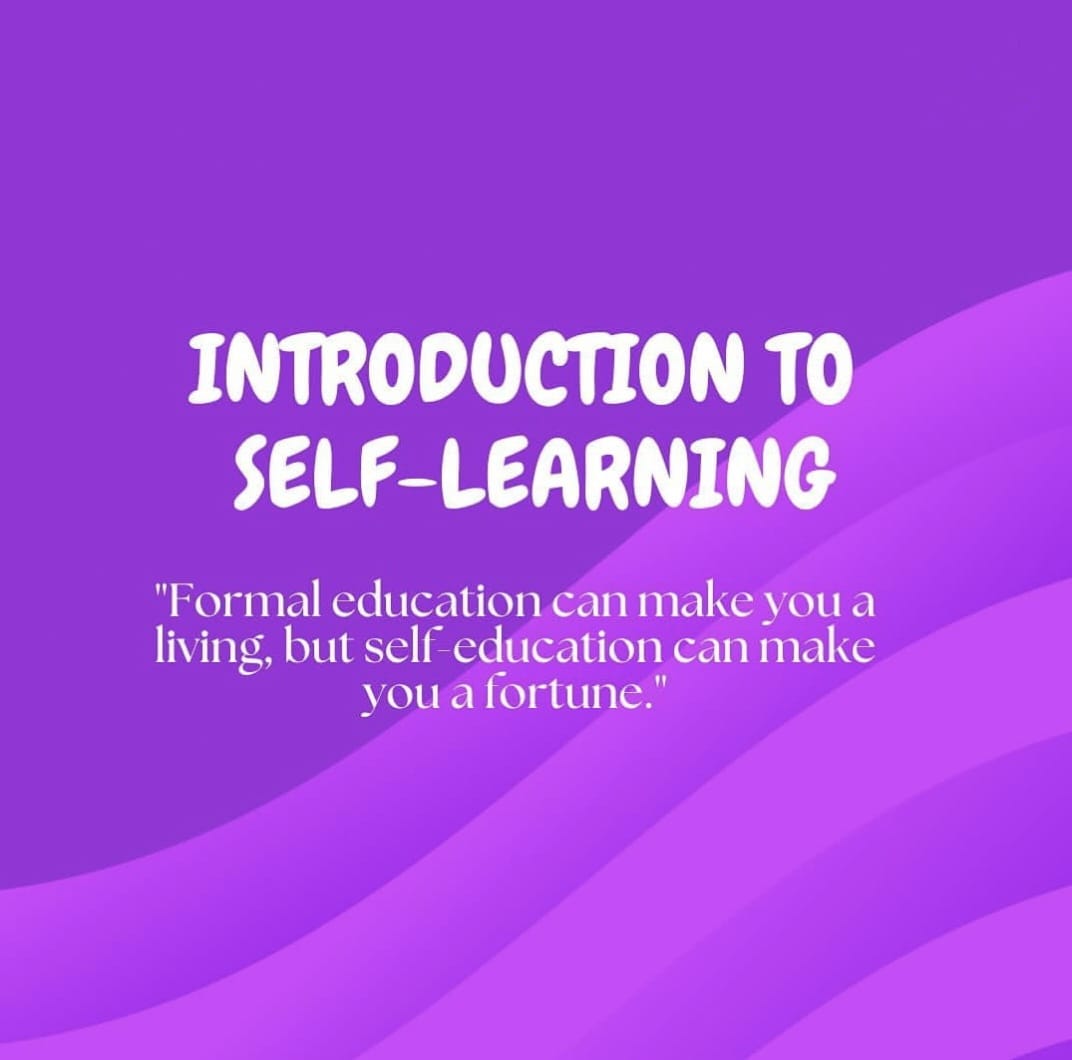 INTRODUCTION TO
SELF-LEARNING
"Formal education can make you a
living, but self-education can make
you a fortune."